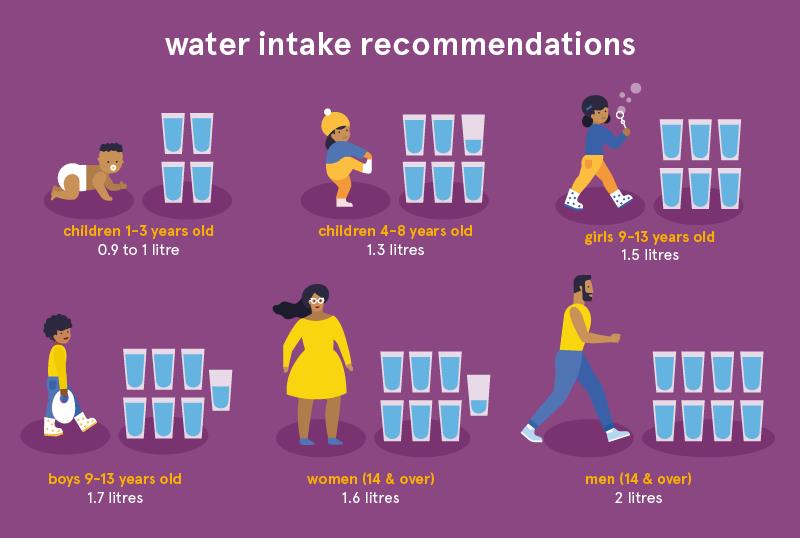 water intake recommendations
children 1-3 years old
0.9 to 1 litre
children 4-8 years old
1.3 litres
girls 9-13 years old
1.5 litres
boys 9-13 years old
1.7 litres
women (14 & over)
1.6 litres
men (14 & over)
2 litres